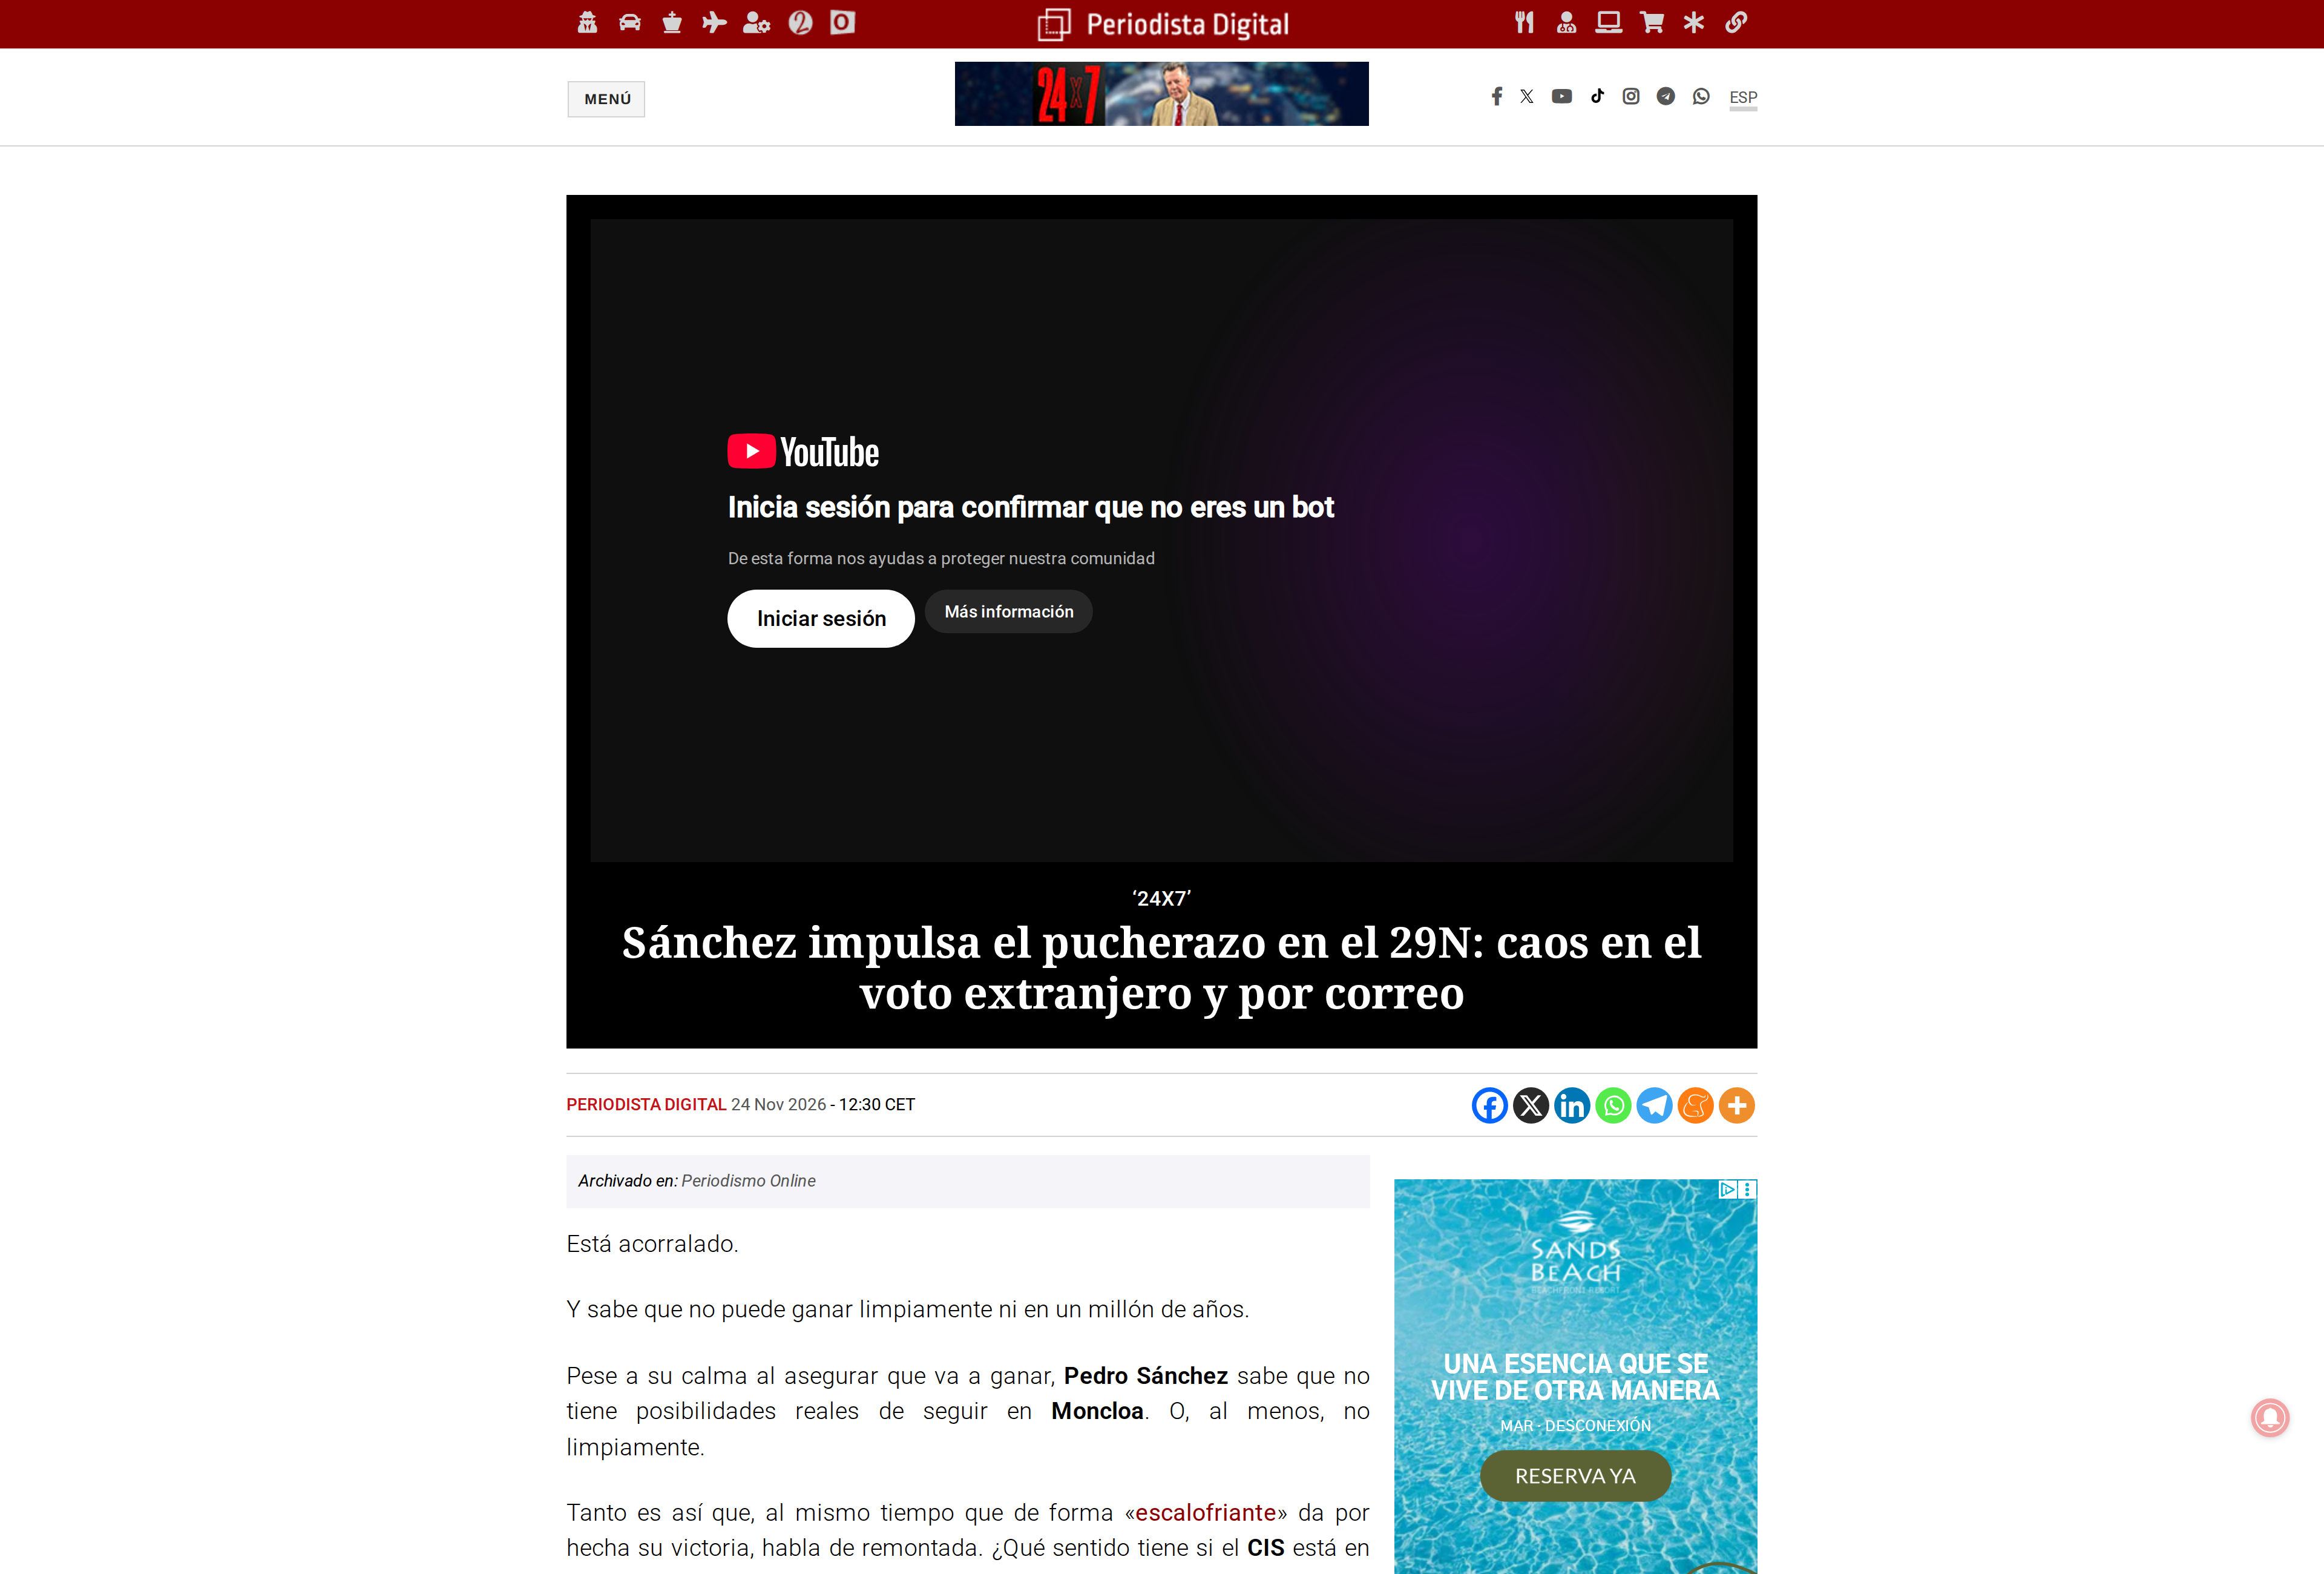 Periodista Digital
MENÚ
24x7
ESP
YouTube
Inicia sesión para confirmar que no eres un bot
De esta forma nos ayudas a proteger nuestra comunidad
Iniciar sesión
Más información
‘24X7’
Sánchez impulsa el pucherazo en el 29N: caos en el
voto extranjero y por correo
PERIODISTA DIGITAL 24 Nov 2026 - 12:30 CET
Archivado en: Periodismo Online
Está acorralado.
Y sabe que no puede ganar limpiamente ni en un millón de años.
Pese a su calma al asegurar que va a ganar, Pedro Sánchez sabe que no
tiene posibilidades reales de seguir en Moncloa. O, al menos, no
limpiamente.
Tanto es así que, al mismo tiempo que de forma «escalofriante» da por
hecha su victoria, habla de remontada. ¿Qué sentido tiene si el CIS está en
SANDS
BEACH
BEACHFRONT RESORT
UNA ESENCIA QUE SE
VIVE DE OTRA MANERA
MAR - DESCONEXIÓN
RESERVA YA